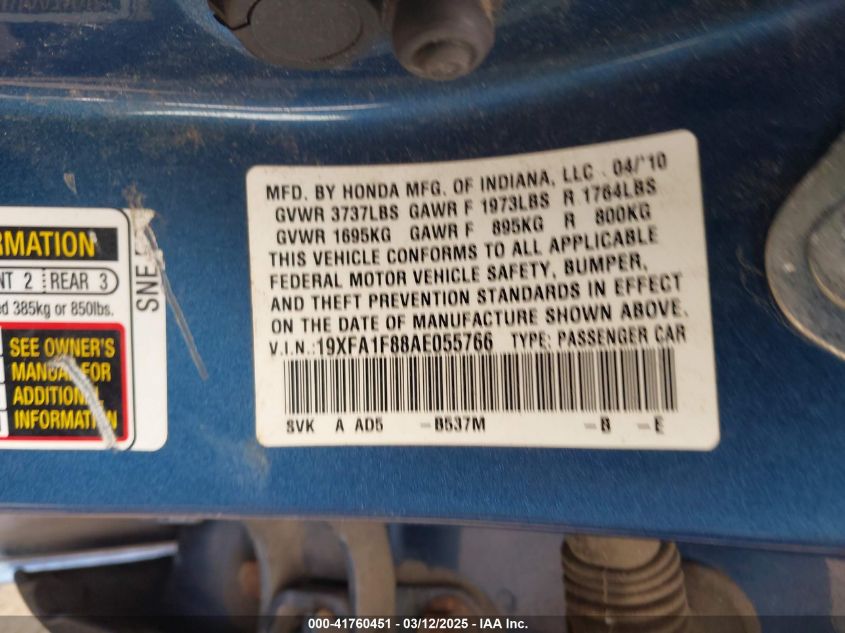 MFD. BY HONDA MFG. OF INDIANA, LLC 04/'10
GVWR 3737LBS GAWR F 1973LBS R 1764LBS
GVWR 1695KG GAWR F 895KG R 800KG
THIS VEHICLE CONFORMS TO ALL APPLICABLE
FEDERAL MOTOR VEHICLE SAFETY, BUMPER,
AND THEFT PREVENTION STANDARDS IN EFFECT
ON THE DATE OF MANUFACTURE SHOWN ABOVE.
V.I.N.:19XFA1F88AE055766 TYPE: PASSENGER CAR
SVK A AD5 -B537M -B -E
RMATION
NT 2 REAR 3
d 385kg or 850lbs.
SEE OWNER'S
MANUAL FOR
ADDITIONAL
INFORMATION
SNE
000-41760451 - 03/12/2025 - IAA Inc.